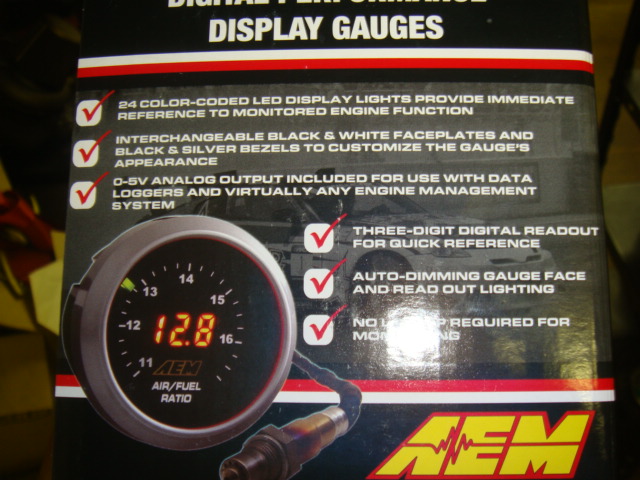 DISPLAY GAUGES
24 COLOR-CODED LED DISPLAY LIGHTS PROVIDE IMMEDIATE
REFERENCE TO MONITORED ENGINE FUNCTION
INTERCHANGEABLE BLACK & WHITE FACEPLATES AND
BLACK & SILVER BEZELS TO CUSTOMIZE THE GAUGE'S
APPEARANCE
0-5V ANALOG OUTPUT INCLUDED FOR USE WITH DATA
LOGGERS AND VIRTUALLY ANY ENGINE MANAGEMENT
SYSTEM
THREE-DIGIT DIGITAL READOUT
FOR QUICK REFERENCE
AUTO-DIMMING GAUGE FACE
AND READ OUT LIGHTING
NO REQUIRED FOR
11
12
13
14
15
16
12.8
AEM
AIR/FUEL
RATIO
AEM